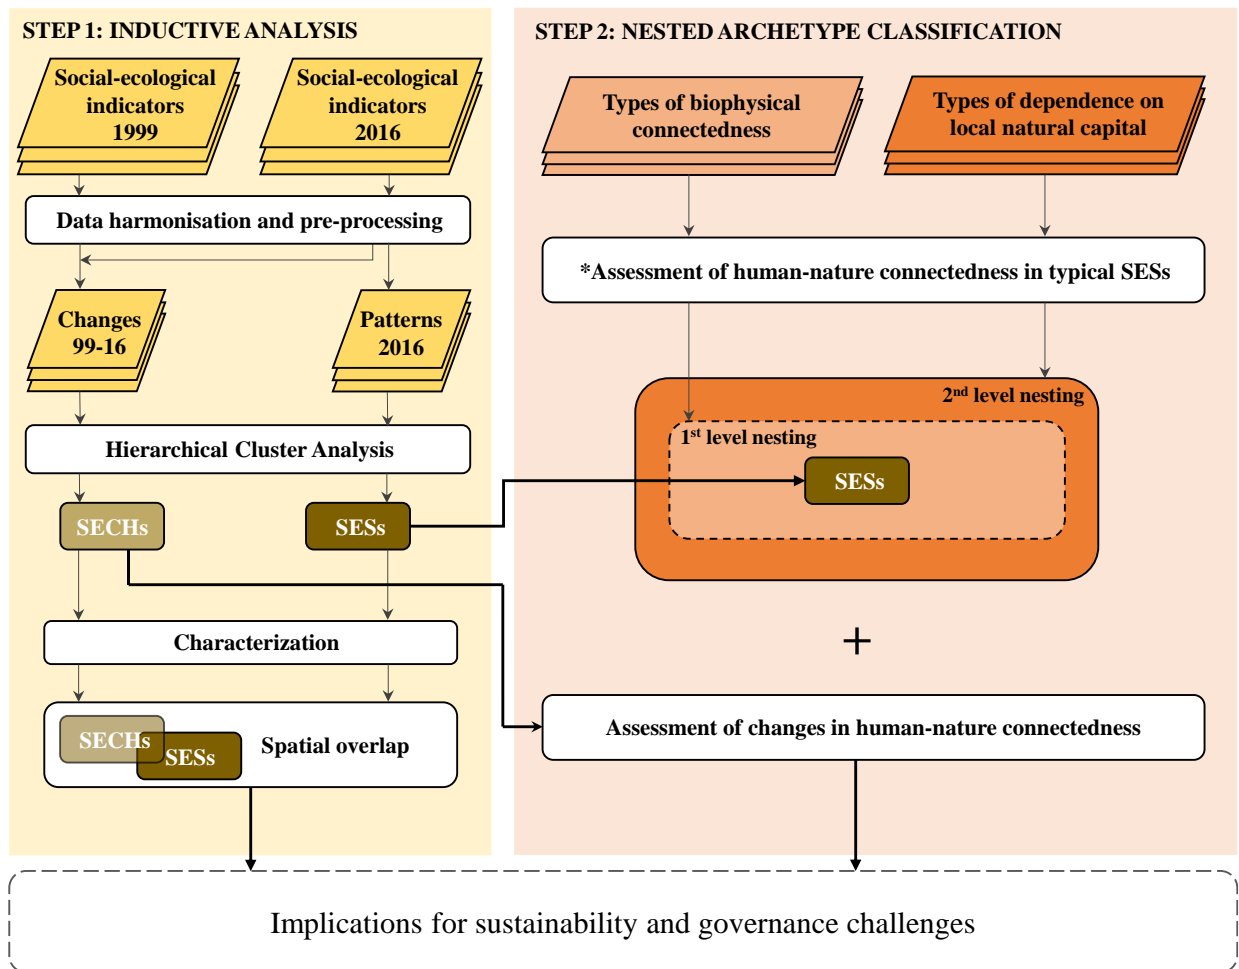 STEP 1: INDUCTIVE ANALYSIS
Social-ecological
indicators
1999
Social-ecological
indicators
2016
Data harmonisation and pre-processing
Changes
99-16
Patterns
2016
Hierarchical Cluster Analysis
SECHs
SESs
Characterization
SECHs
SESs
Spatial overlap
STEP 2: NESTED ARCHETYPE CLASSIFICATION
Types of biophysical
connectedness
Types of dependence on
local natural capital
*Assessment of human-nature connectedness in typical SESs
2nd level nesting
1st level nesting
SESs
+
Assessment of changes in human-nature connectedness
Implications for sustainability and governance challenges